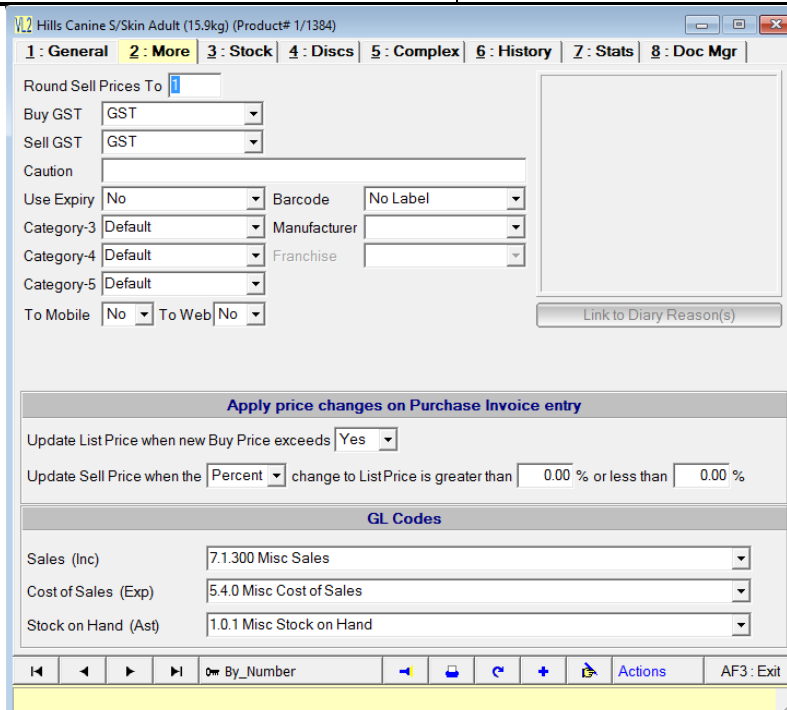 VL2 Hills Canine S/Skin Adult (15.9kg) (Product# 1/1384)
1 : General 2 : More 3 : Stock 4 : Discs 5 : Complex 6 : History 7 : Stats 8 : Doc Mgr
Round Sell Prices To 1
Buy GST GST
Sell GST GST
Caution
Use Expiry No Barcode No Label
Category-3 Default Manufacturer
Category-4 Default Franchise
Category-5 Default
To Mobile No To Web No Link to Diary Reason(s)
Apply price changes on Purchase Invoice entry
Update List Price when new Buy Price exceeds Yes
Update Sell Price when the Percent change to List Price is greater than 0.00 % or less than 0.00 %
GL Codes
Sales (Inc) 7.1.300 Misc Sales
Cost of Sales (Exp) 5.4.0 Misc Cost of Sales
Stock on Hand (Ast) 1.0.1 Misc Stock on Hand
By_Number Actions AF3 : Exit